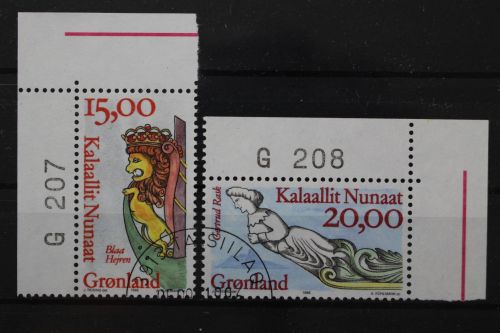 15,00
Kalaallit Nunaat
Blaa
Hejren
Grønland
G 207
G 208
Kalaallit Nunaat
20,00
Gertrud Rask
Grønland